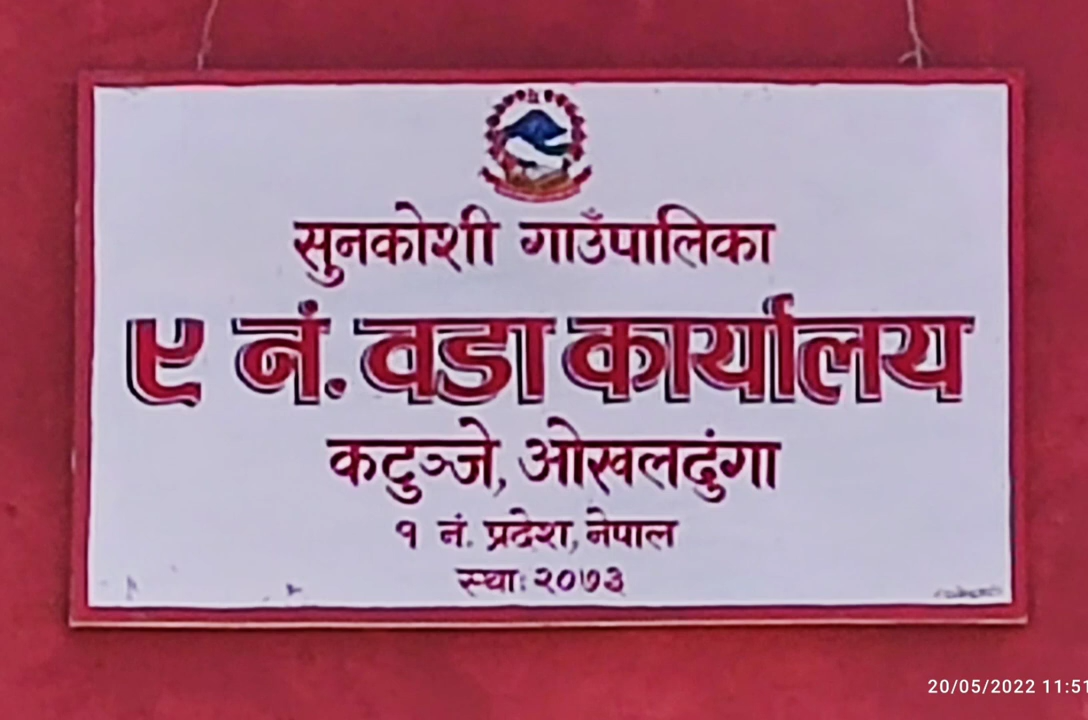 सुनकोशी गाउँपालिका
९ नं. वडा कार्यालय
कटुञ्जे, ओखलढुंगा
१ नं. प्रदेश, नेपाल
स्था: २०७३
20/05/2022 11:51